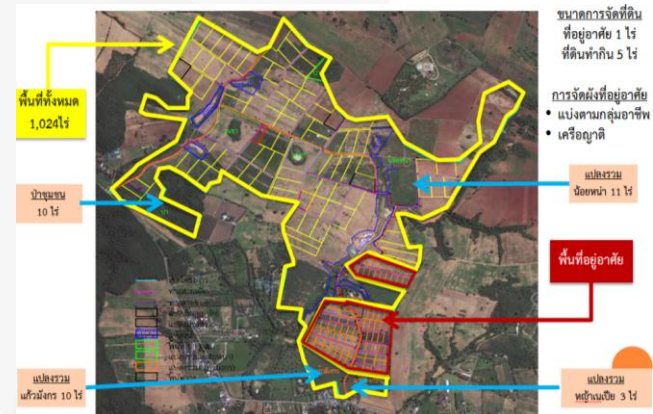 ขนาดการจัดที่ดิน
ที่อยู่อาศัย 1 ไร่
ที่ดินทำกิน 5 ไร่
การจัดผังที่อยู่อาศัย
• แบ่งตามกลุ่มอาชีพ
• เครือญาติ
พื้นที่ทั้งหมด
1,024ไร่
ป่าชุมชน
10 ไร่
แปลงรวม
น้อยหน่า 11 ไร่
พื้นที่อยู่อาศัย
แปลงรวม
แก้วมังกร 10 ไร่
แปลงรวม
หญ้าเนเปีย 3 ไร่